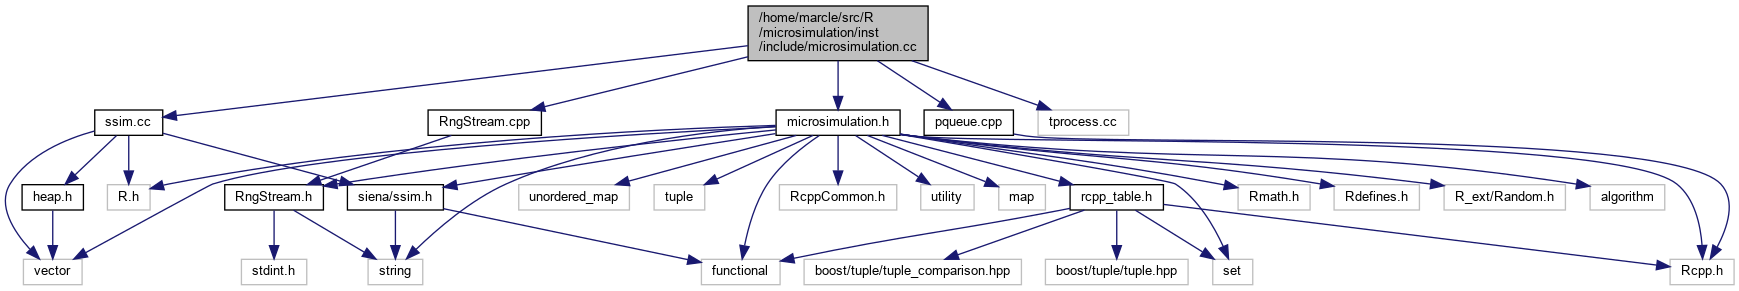 /home/marcle/src/R
/microsimulation/inst
/include/microsimulation.cc
ssim.cc
RngStream.cpp
microsimulation.h
pqueue.cpp
tprocess.cc
heap.h
R.h
RngStream.h
siena/ssim.h
unordered_map
tuple
RcppCommon.h
utility
map
rcpp_table.h
Rmath.h
Rdefines.h
R_ext/Random.h
algorithm
vector
stdint.h
string
functional
boost/tuple/tuple_comparison.hpp
boost/tuple/tuple.hpp
set
Rcpp.h